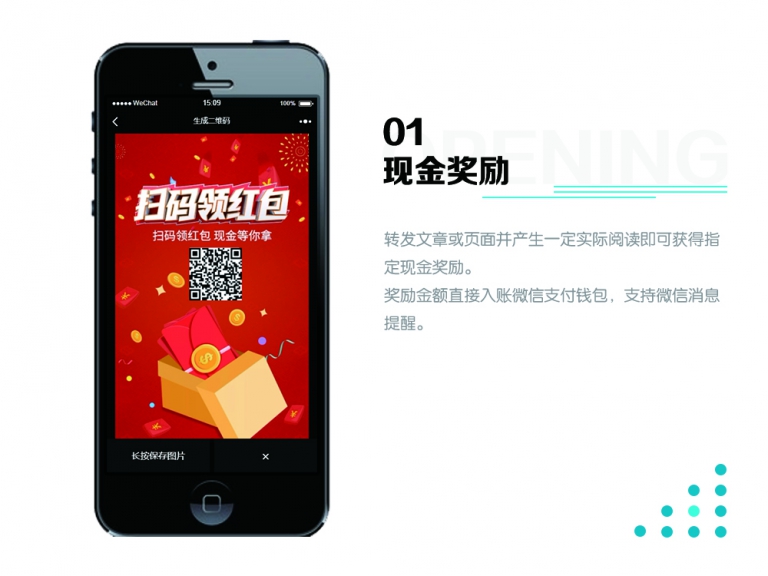 WeChat
15:09
100%
生成二维码
扫码领红包
扫码领红包 现金等你拿
长按保存图片
×
01
PENING
现金奖励
转发文章或页面并产生一定实际阅读即可获得指
定现金奖励。
奖励金额直接入账微信支付钱包，支持微信消息
提醒。